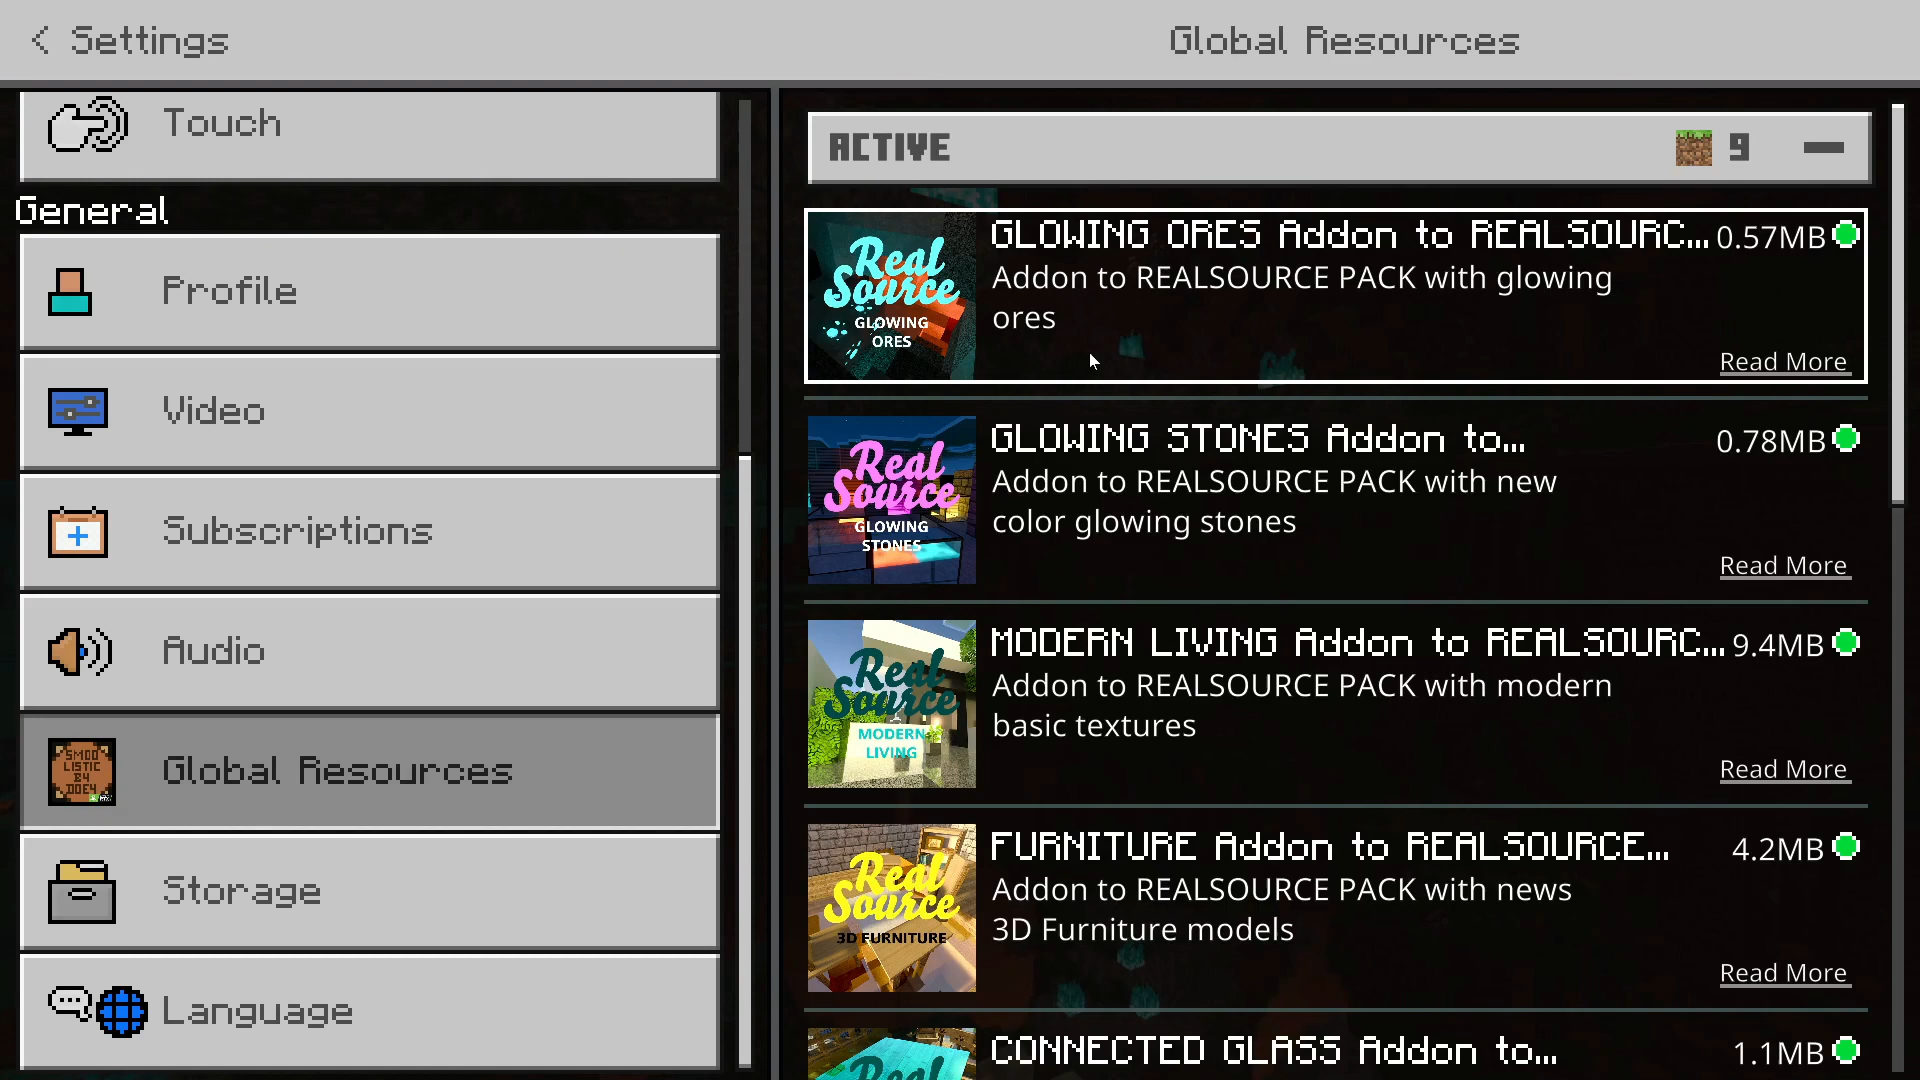 Settings
Global Resources
Touch
General
Profile
Video
Subscriptions
Audio
SMOO
LISTIC
BY
DOEY
Global Resources
Storage
Language
ACTIVE
9
Real
Source
GLOWING
ORES
GLOWING ORES Addon to REALSOURC...
0.57MB
Addon to REALSOURCE PACK with glowing
ores
Read More
Real
Source
GLOWING
STONES
GLOWING STONES Addon to...
0.78MB
Addon to REALSOURCE PACK with new
color glowing stones
Read More
Real
Source
MODERN
LIVING
MODERN LIVING Addon to REALSOURC...
9.4MB
Addon to REALSOURCE PACK with modern
basic textures
Read More
Real
Source
3D FURNITURE
FURNITURE Addon to REALSOURCE...
4.2MB
Addon to REALSOURCE PACK with news
3D Furniture models
Read More
Real
CONNECTED GLASS Addon to...
1.1MB